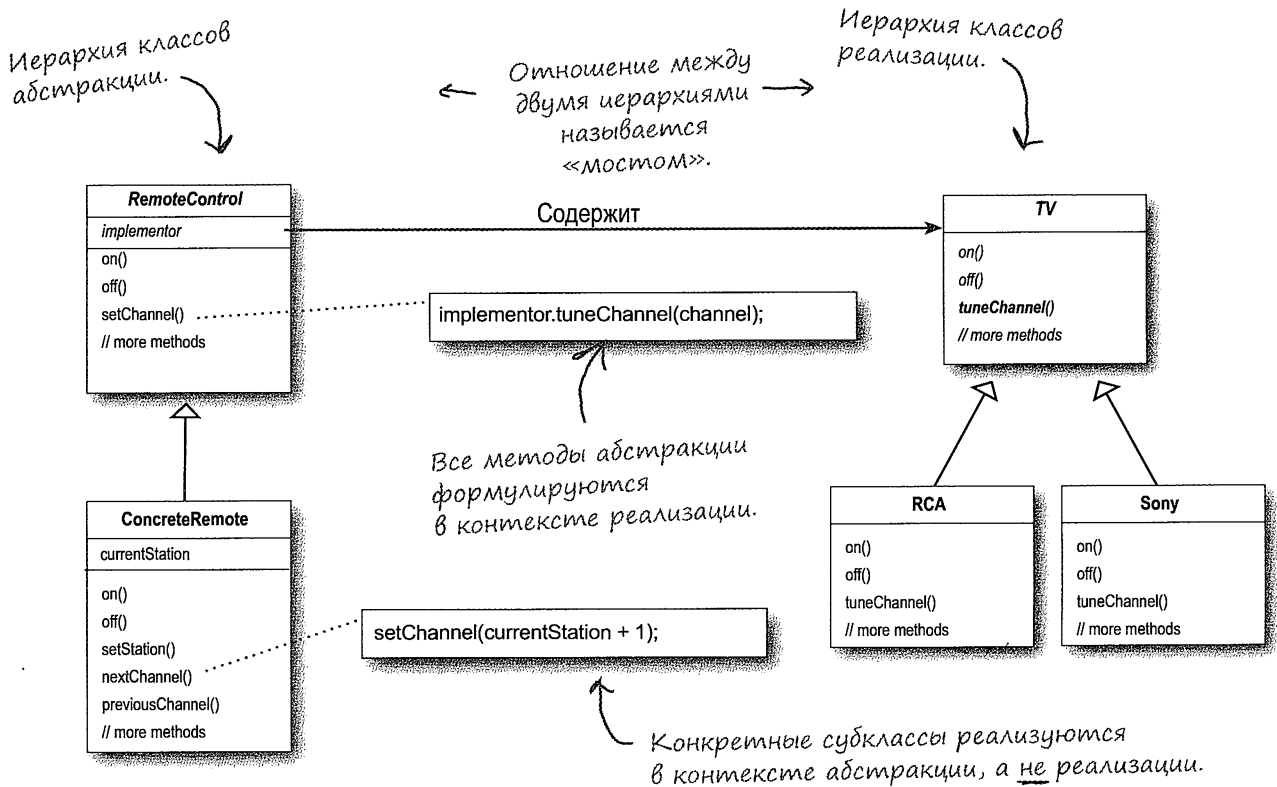 Иерархия классов
абстракции.
Отношение между
двумя иерархиями
называется
«мостом».
Иерархия классов
реализации.
RemoteControl
implementor
on()
off()
setChannel()
// more methods
Содержит
TV
on()
off()
tuneChannel()
// more methods
implementor.tuneChannel(channel);
Все методы абстракции
формулируются
в контексте реализации.
ConcreteRemote
currentStation
on()
off()
setStation()
nextChannel()
previousChannel()
// more methods
setChannel(currentStation + 1);
RCA
on()
off()
tuneChannel()
// more methods
Sony
on()
off()
tuneChannel()
// more methods
Конкретные субклассы реализуются
в контексте абстракции, а не реализации.